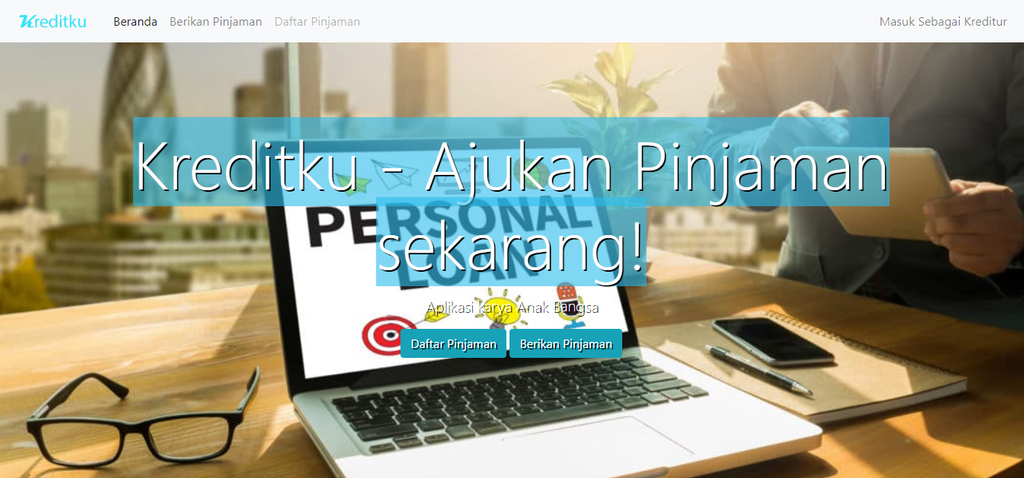 Kreditku
Beranda
Berikan Pinjaman
Daftar Pinjaman
Masuk Sebagai Kreditur
Kreditku - Ajukan Pinjaman
sekarang!
PERSONAL
LOAN
Aplikasi karya Anak Bangsa
Daftar Pinjaman
Berikan Pinjaman